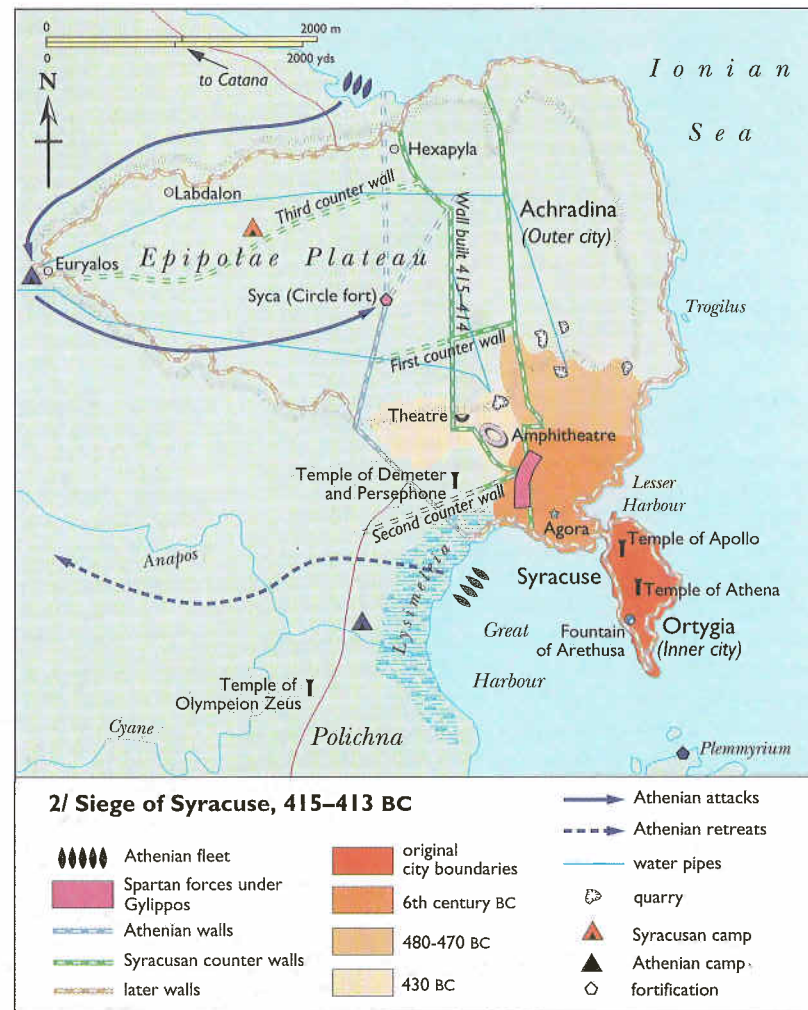 0
2000 m
0
2000 yds
N
to Catana
Ionian
Sea
Hexapyla
Labdalon
Third counter wall
Wall built 415–414
Achradina
(Outer city)
Epipolae Plateau
Euryalos
Syca (Circle fort)
Trogilus
First counter wall
Theatre
Amphitheatre
Temple of Demeter
and Persephone
Second counter wall
Lesser
Harbour
Agora
Temple of Apollo
Anapos
Lysimeleia
Syracuse
Temple of Athena
Great
Harbour
Fountain
of Arethusa
Ortygia
(Inner city)
Temple of
Olympeion Zeus
Cyane
Polichna
Plemmyrium
2/ Siege of Syracuse, 415–413 BC
Athenian fleet
Spartan forces under
Gylippos
Athenian walls
Syracusan counter walls
later walls
original
city boundaries
6th century BC
480-470 BC
430 BC
Athenian attacks
Athenian retreats
water pipes
quarry
Syracusan camp
Athenian camp
fortification